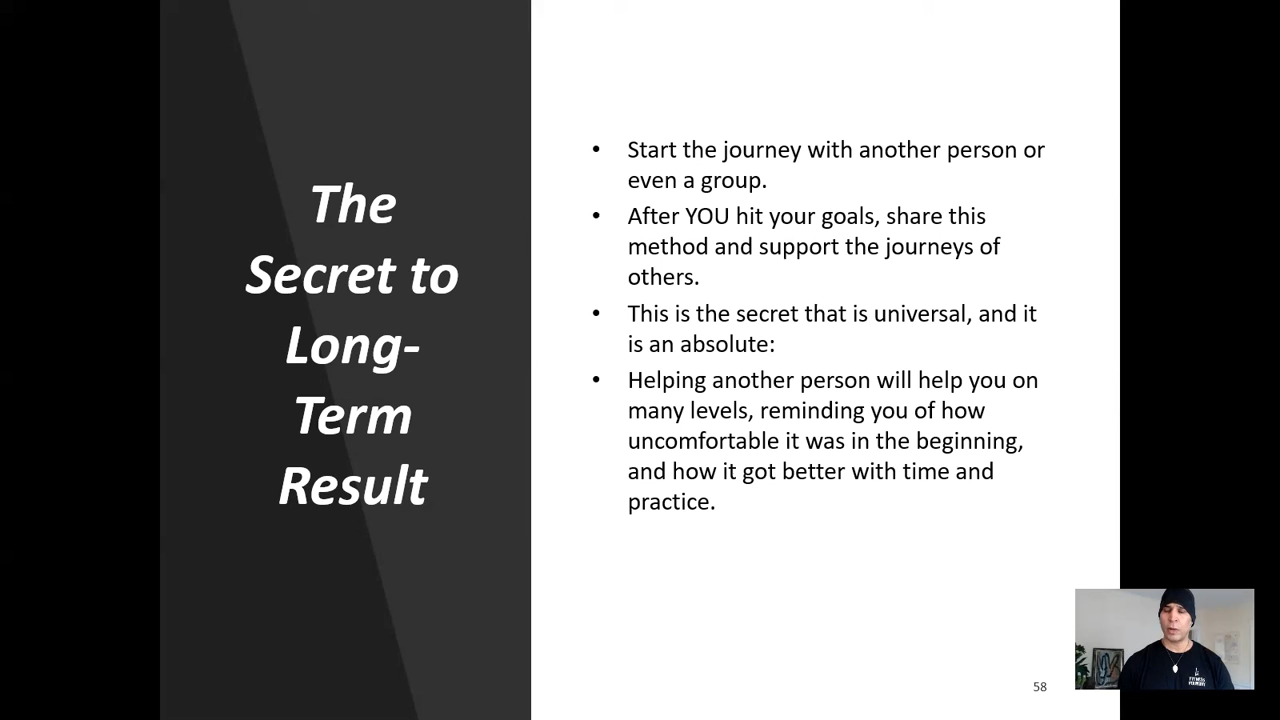 The
Secret to
Long-
Term
Result
• Start the journey with another person or
even a group.
• After YOU hit your goals, share this
method and support the journeys of
others.
• This is the secret that is universal, and it
is an absolute:
• Helping another person will help you on
many levels, reminding you of how
uncomfortable it was in the beginning,
and how it got better with time and
practice.
58